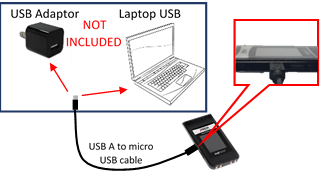 USB Adaptor
Laptop USB
NOT
INCLUDED
USB A to micro
USB cable